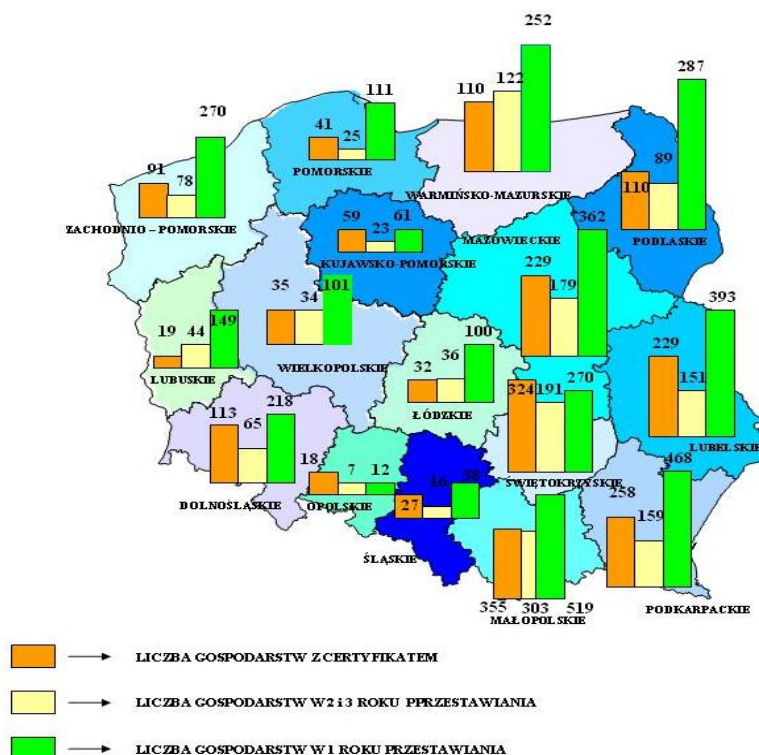 252
122
110
287
89
110
111
41
25
POMORSKIE
WARMIŃSKO-MAZURSKIE
270
91
78
ZACHODNIO – POMORSKIE
59
23
61
KUJAWSKO-POMORSKIE
MAZOWIECKIE
362
229
179
PODLASKIE
35
34
101
WIELKOPOLSKIE
19
44
149
LUBUSKIE
32
36
100
ŁÓDZKIE
393
229
151
LUBELSKIE
113
65
218
DOLNOŚLĄSKIE
324
191
270
ŚWIĘTOKRZYSKIE
18
7
12
OPOLSKIE
27
16
38
ŚLĄSKIE
468
258
159
PODKARPACKIE
355
303
519
MAŁOPOLSKIE
LICZBA GOSPODARSTW Z CERTYFIKATEM
LICZBA GOSPODARSTW W 2 i 3 ROKU PPRZESTAWIANIA
LICZBA GOSPODARSTW W 1 ROKU PRZESTAWIANIA